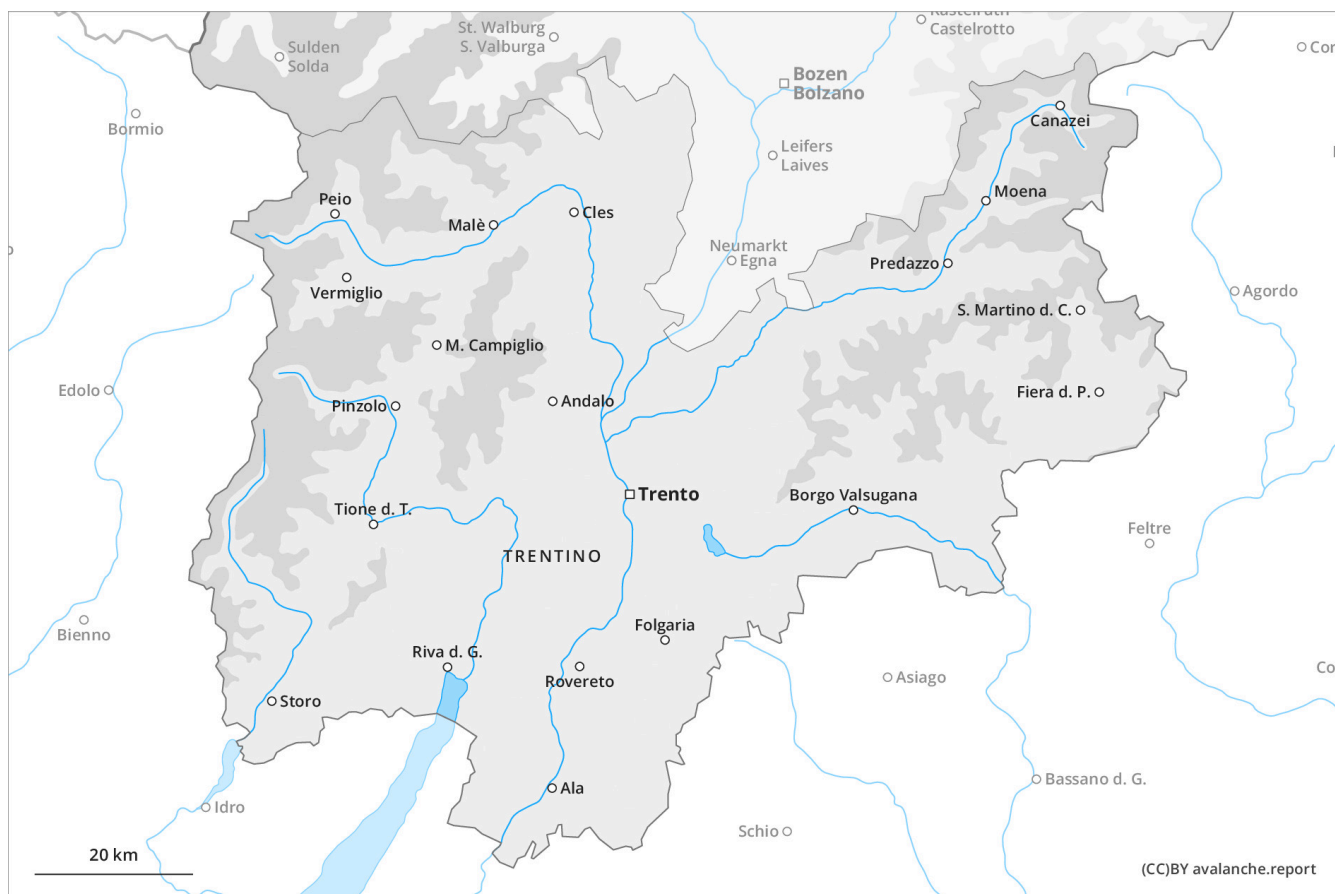 Kastelruth
Castelrotto
St. Walburg
S. Valburga
Sulden
Solda
Bozen
Bolzano
Bormio
Canazei
Leifers
Laives
Moena
Peio
Malè
Cles
Neumarkt
Egna
Predazzo
Vermiglio
Agordo
S. Martino d. C.
M. Campiglio
Edolo
Pinzolo
Andalo
Fiera d. P.
Trento
Borgo Valsugana
Tione d. T.
Feltre
TRENTINO
Bienno
Folgaria
Riva d. G.
Rovereto
Asiago
Storo
Ala
Bassano d. G.
Idro
Schio
20 km
(CC)BY avalanche.report